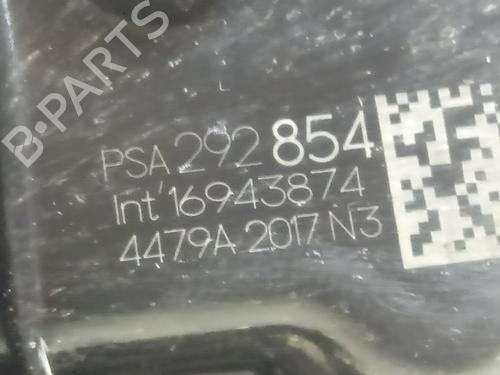 B-PARTS
PSA 292 854
Int' 16943874
4479A 2017 N3